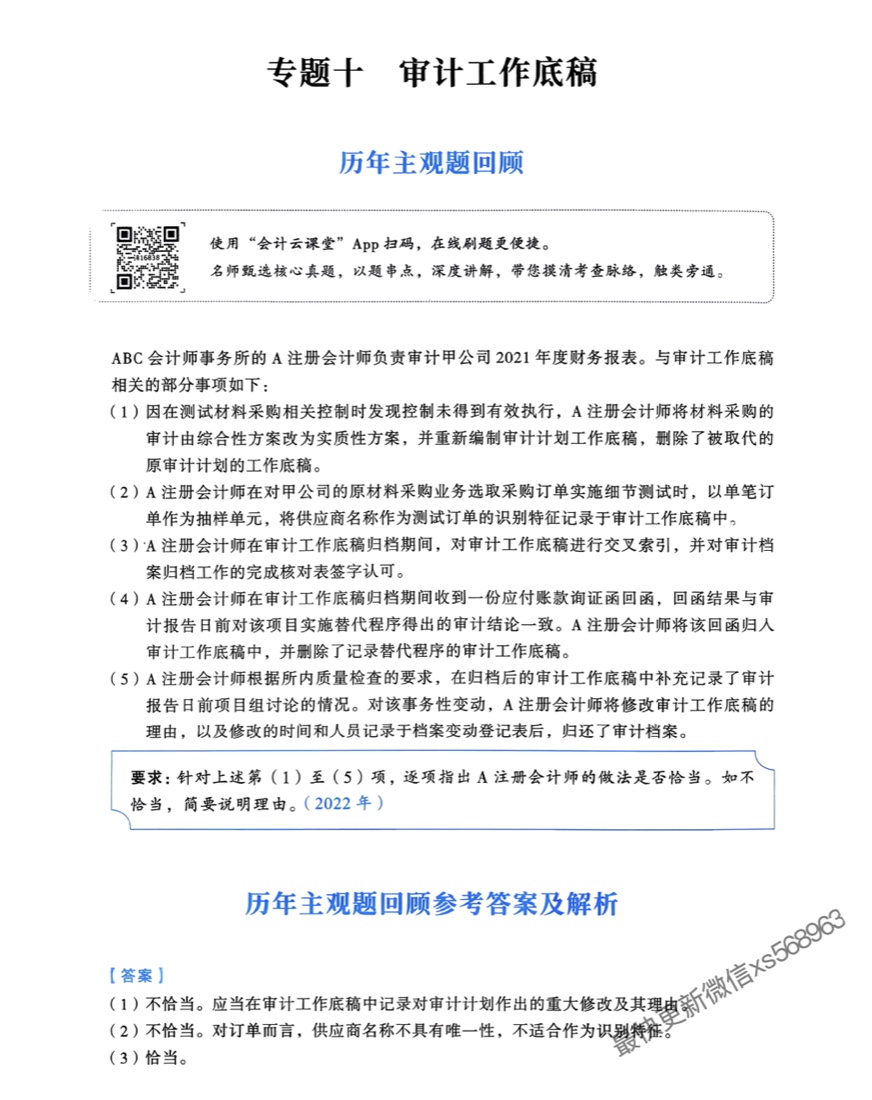 专题十 审计工作底稿
历年主观题回顾
使用“会计云课堂”App 扫码，在线刷题更便捷。
名师甄选核心真题，以题串点，深度讲解，带您摸清考查脉络，触类旁通。
ABC 会计师事务所的 A 注册会计师负责审计甲公司 2021 年度财务报表。与审计工作底稿
相关的部分事项如下：
（1）因在测试材料采购相关控制时发现控制未得到有效执行，A 注册会计师将材料采购的
审计由综合性方案改为实质性方案，并重新编制审计计划工作底稿，删除了被取代的
原审计计划的工作底稿。
（2）A 注册会计师在对甲公司的原材料采购业务选取采购订单实施细节测试时，以单笔订
单作为抽样单元，将供应商名称作为测试订单的识别特征记录于审计工作底稿中。
（3）A 注册会计师在审计工作底稿归档期间，对审计工作底稿进行交叉索引，并对审计档
案归档工作的完成核对表签字认可。
（4）A 注册会计师在审计工作底稿归档期间收到一份应付账款询证函回函，回函结果与审
计报告日前对该项目实施替代程序得出的审计结论一致。A 注册会计师将该回函归入
审计工作底稿中，并删除了记录替代程序的审计工作底稿。
（5）A 注册会计师根据所内质量检查的要求，在归档后的审计工作底稿中补充记录了审计
报告日前项目组讨论的情况。对该事务性变动，A 注册会计师将修改审计工作底稿的
理由，以及修改的时间和人员记录于档案变动登记表后，归还了审计档案。
要求：针对上述第（1）至（5）项，逐项指出 A 注册会计师的做法是否恰当。如不
恰当，简要说明理由。（2022 年）
历年主观题回顾参考答案及解析
【答案】
（1）不恰当。应当在审计工作底稿中记录对审计计划作出的重大修改及其理由。
（2）不恰当。对订单而言，供应商名称不具有唯一性，不适合作为识别特征。
（3）恰当。
最快更新微信xs568963